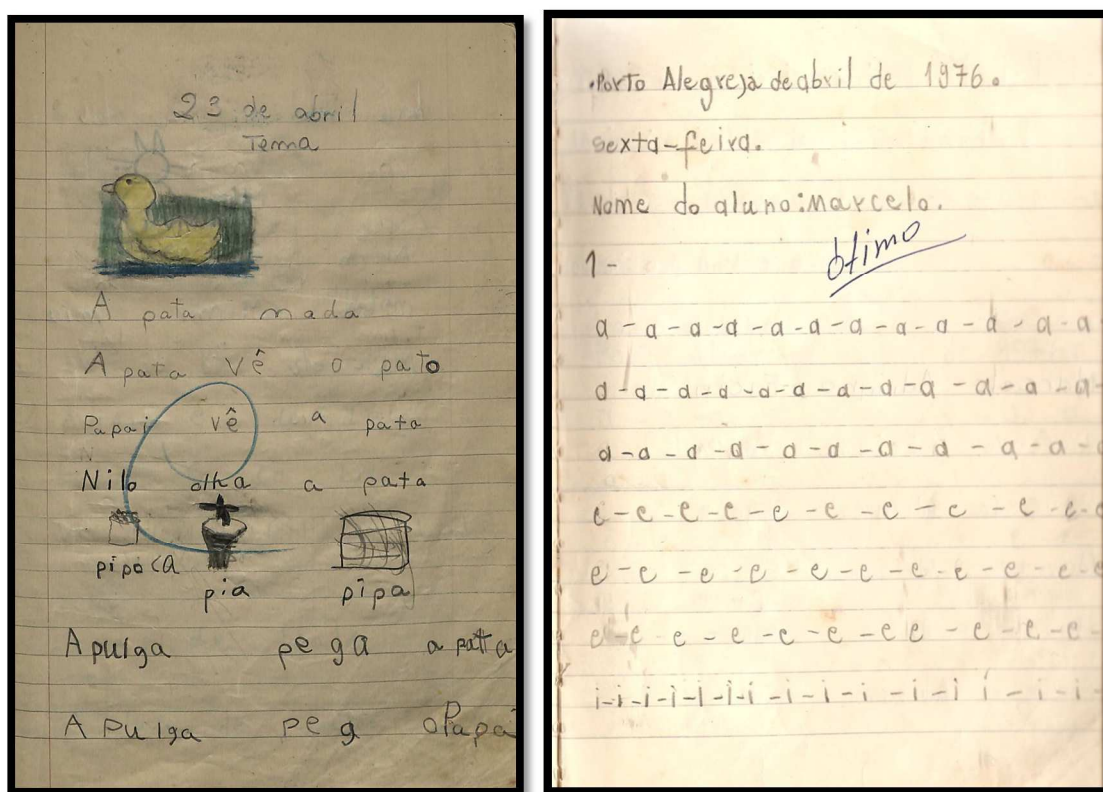 23 de abril
Tema
A pata nada
A pata vê o pato
Papai vê a pata
N
Nilo olha a pata
pipoca
pia
pipa
A pulga pega a pata
A Pulga peg o Papai
Porto Alegre, de abril de 1976.
sexta-feira.
Nome do aluno: Marcelo.
ótimo
1-
a - a - a - a - a - a - a - a - a - a - a - a
a - a - a - a - a - a - a - a - a - a - a - a -
a - a - a - a - a - a - a - a - a - a - a
e - e - e - e - e - e - e - e - e - e - e
e - e - e - e - e - e - e - e - e - e - e
e - e - e - e - e - e - e e - e - e - e -
i - i - i - i - i - i - i - i - i - i - i - i i - i - i -